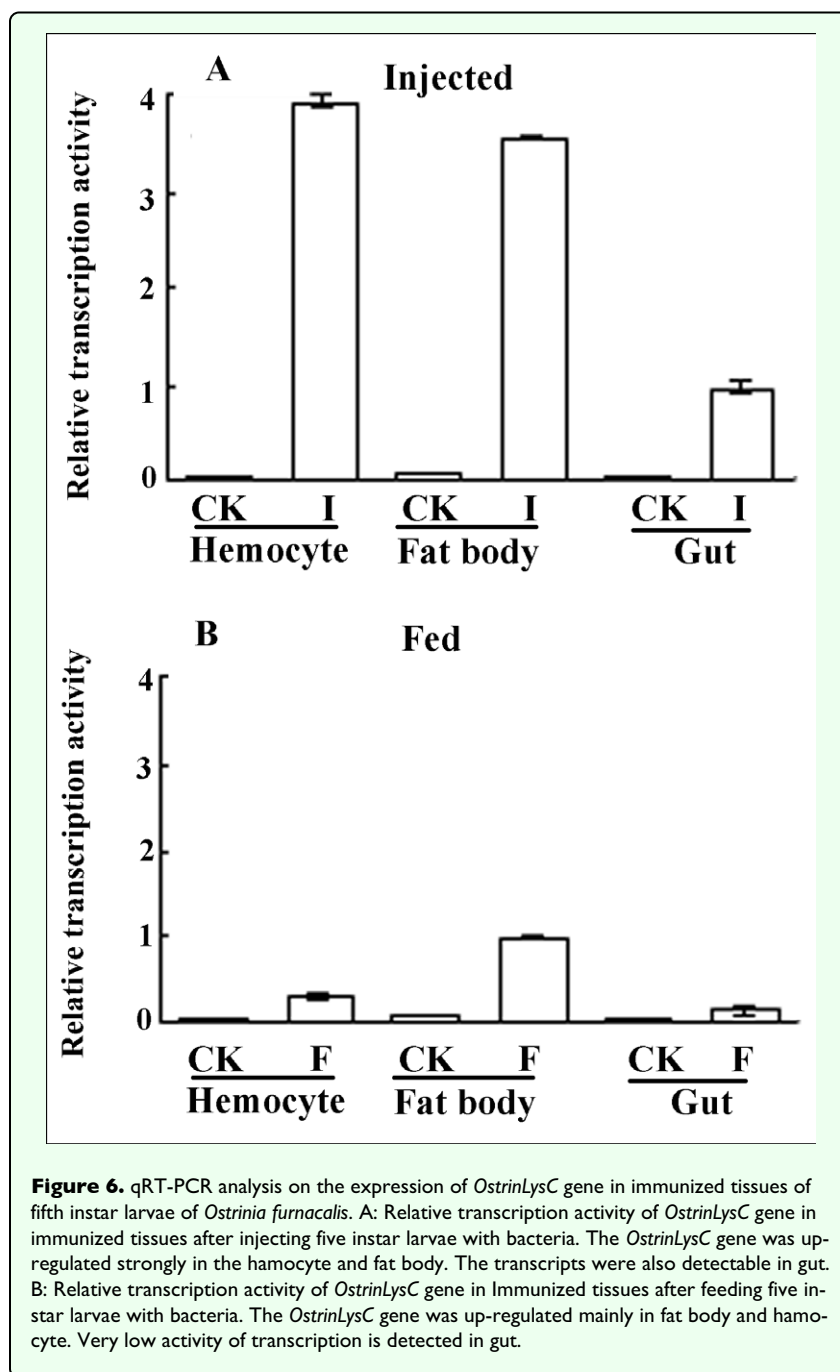 A Injected
Relative transcription activity
4
3
2
1
0
CK I CK I CK I
Hemocyte Fat body Gut
B Fed
Relative transcription activity
4
3
2
1
0
CK F CK F CK F
Hemocyte Fat body Gut
Figure 6. qRT-PCR analysis on the expression of OstrinLysC gene in immunized tissues of
fifth instar larvae of Ostrinia furnacalis. A: Relative transcription activity of OstrinLysC gene in
immunized tissues after injecting five instar larvae with bacteria. The OstrinLysC gene was up-
regulated strongly in the hamocyte and fat body. The transcripts were also detectable in gut.
B: Relative transcription activity of OstrinLysC gene in Immunized tissues after feeding five in-
star larvae with bacteria. The OstrinLysC gene was up-regulated mainly in fat body and hamo-
cyte. Very low activity of transcription is detected in gut.